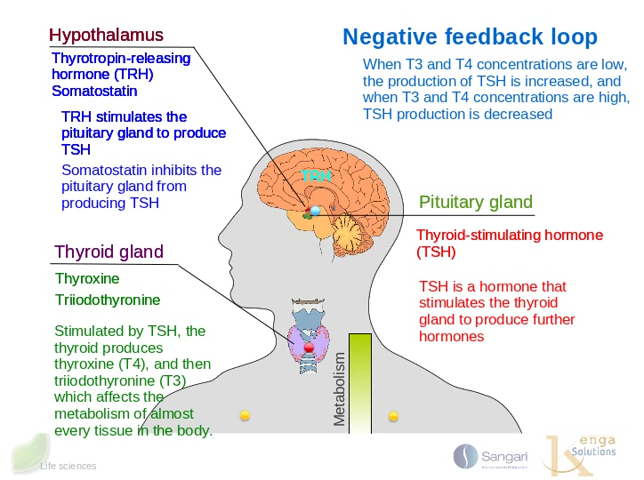 Hypothalamus
Thyrotropin-releasing
hormone (TRH)
Somatostatin
TRH stimulates the
pituitary gland to produce
TSH
Somatostatin inhibits the
pituitary gland from
producing TSH
Negative feedback loop
When T3 and T4 concentrations are low,
the production of TSH is increased, and
when T3 and T4 concentrations are high,
TSH production is decreased
TRH
Pituitary gland
Thyroid-stimulating hormone
(TSH)
TSH is a hormone that
stimulates the thyroid
gland to produce further
hormones
Thyroid gland
Thyroxine
Triiodothyronine
Stimulated by TSH, the
thyroid produces
thyroxine (T4), and then
triiodothyronine (T3)
which affects the
metabolism of almost
every tissue in the body.
Metabolism
Life sciences
Sangari
kenga
Solutions